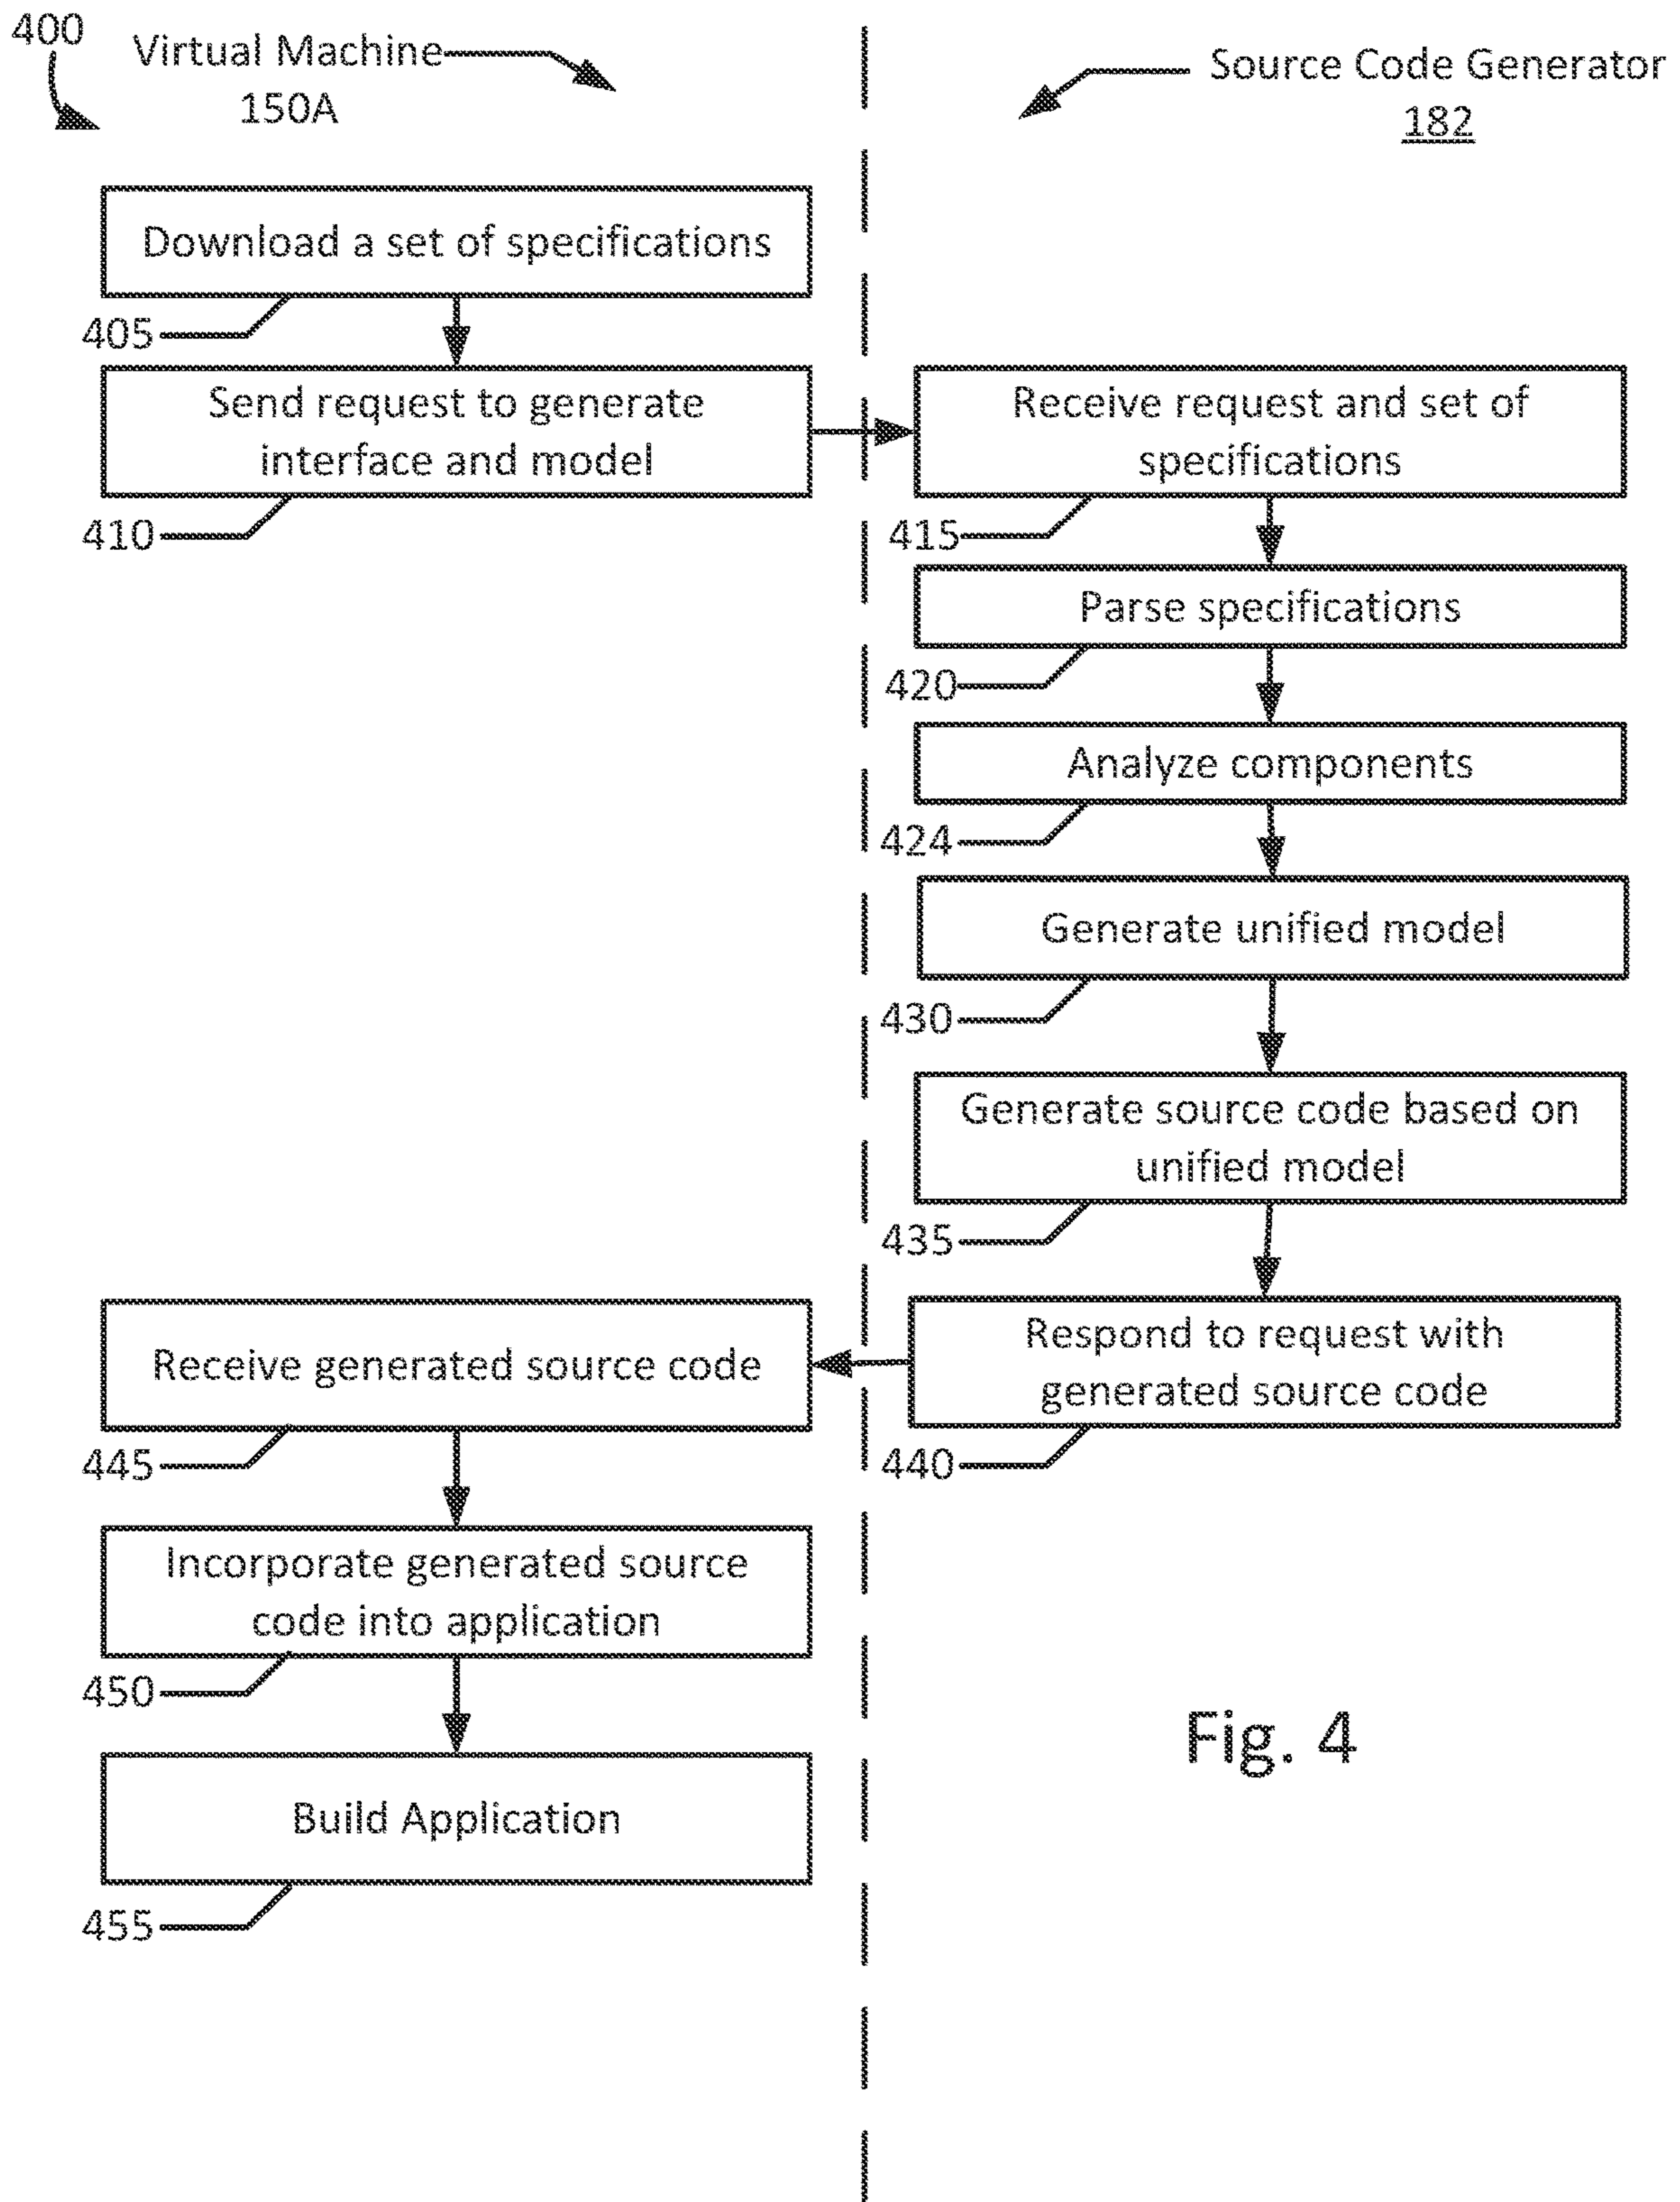 400
Virtual Machine
150A
Source Code Generator
182
Download a set of specifications
405
Send request to generate
interface and model
410
Receive request and set of
specifications
415
Parse specifications
420
Analyze components
424
Generate unified model
430
Generate source code based on
unified model
435
Respond to request with
generated source code
440
Receive generated source code
445
Incorporate generated source
code into application
450
Build Application
455
Fig. 4